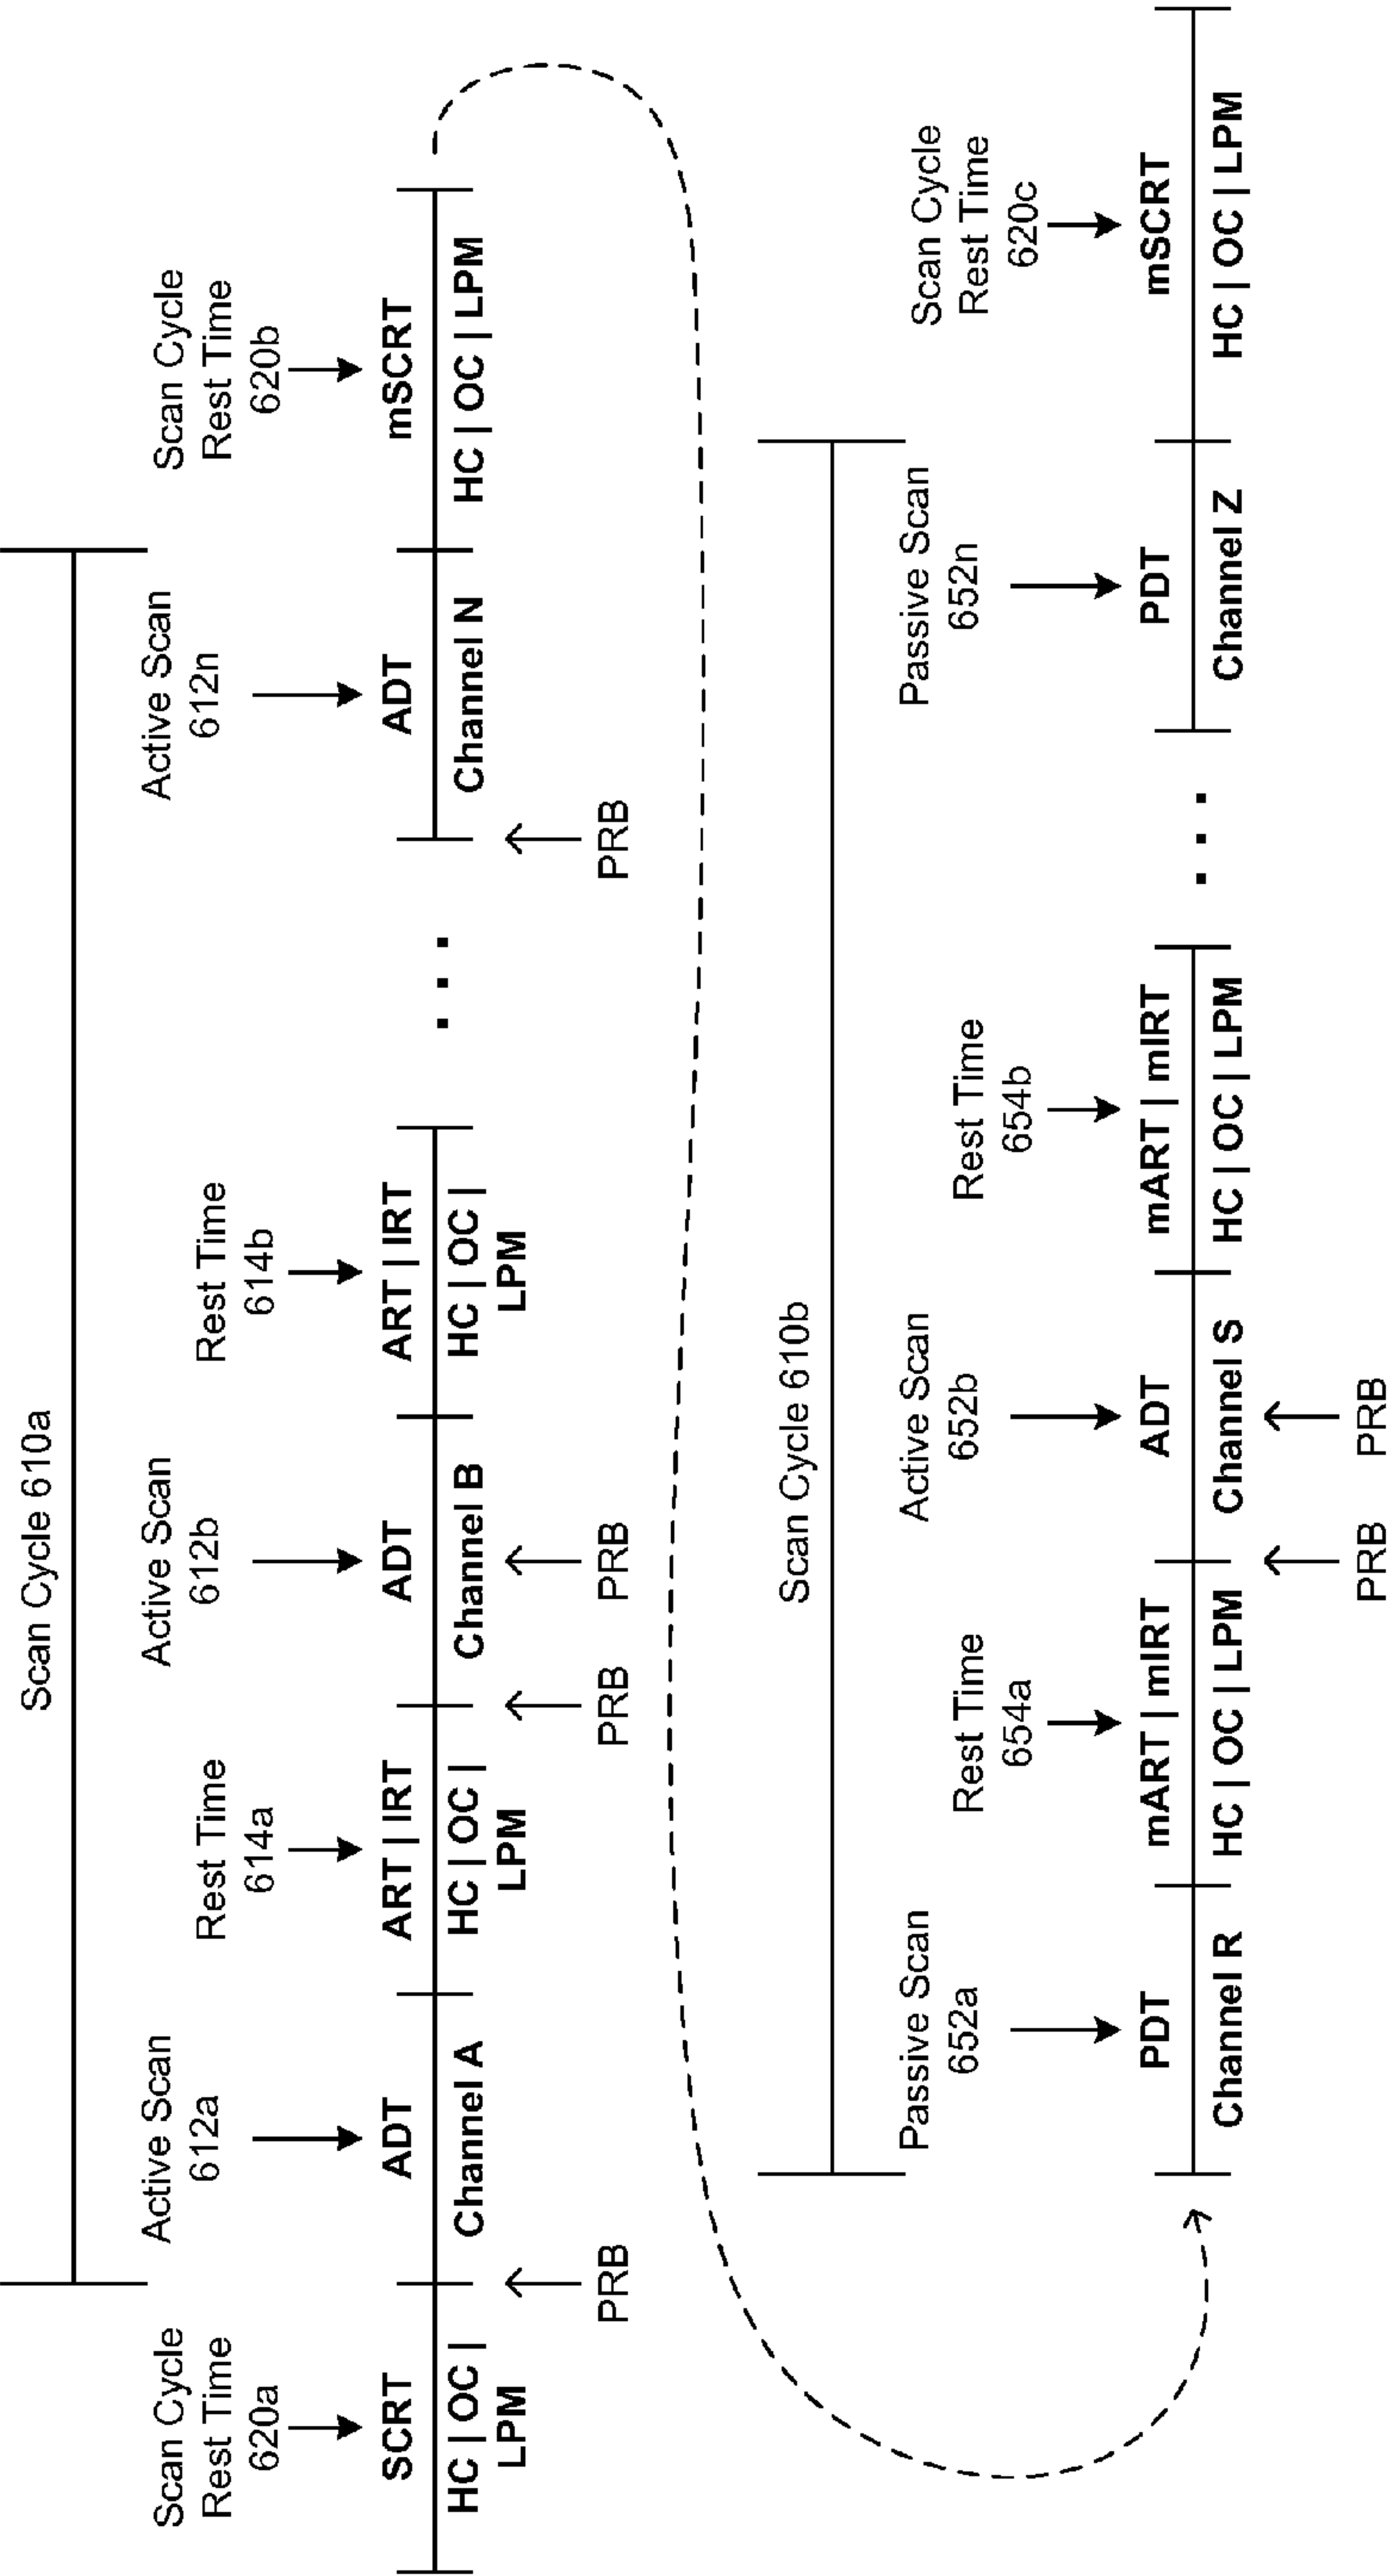 Scan Cycle 610a
Scan Cycle
Rest Time
620a
Active Scan
612a
Rest Time
614a
Active Scan
612b
Rest Time
614b
Active Scan
612n
Scan Cycle
Rest Time
620b
SCRT
ADT
ART | IRT
ADT
ART | IRT
. . .
ADT
mSCRT
HC | OC |
LPM
Channel A
HC | OC |
LPM
Channel B
HC | OC |
LPM
Channel N
HC | OC | LPM
PRB
PRB
PRB
PRB
Scan Cycle 610b
Passive Scan
652a
Rest Time
654a
Active Scan
652b
Rest Time
654b
Passive Scan
652n
Scan Cycle
Rest Time
620c
PDT
mART | mIRT
ADT
mART | mIRT
. . .
PDT
mSCRT
Channel R
HC | OC | LPM
Channel S
HC | OC | LPM
Channel Z
HC | OC | LPM
PRB
PRB